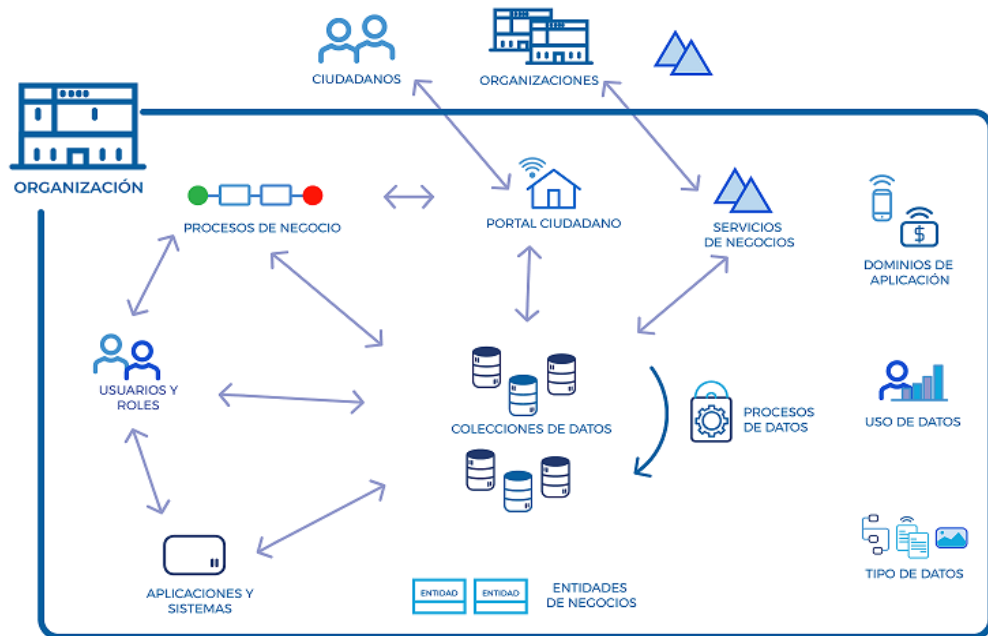 CIUDADANOS
ORGANIZACIONES
ORGANIZACIÓN
PROCESOS DE NEGOCIO
PORTAL CIUDADANO
SERVICIOS
DE NEGOCIOS
$
DOMINIOS DE
APLICACIÓN
USUARIOS Y
ROLES
COLECCIONES DE DATOS
PROCESOS
DE DATOS
USO DE DATOS
APLICACIONES Y
SISTEMAS
ENTIDAD
ENTIDAD
ENTIDADES
DE NEGOCIOS
TIPO DE DATOS